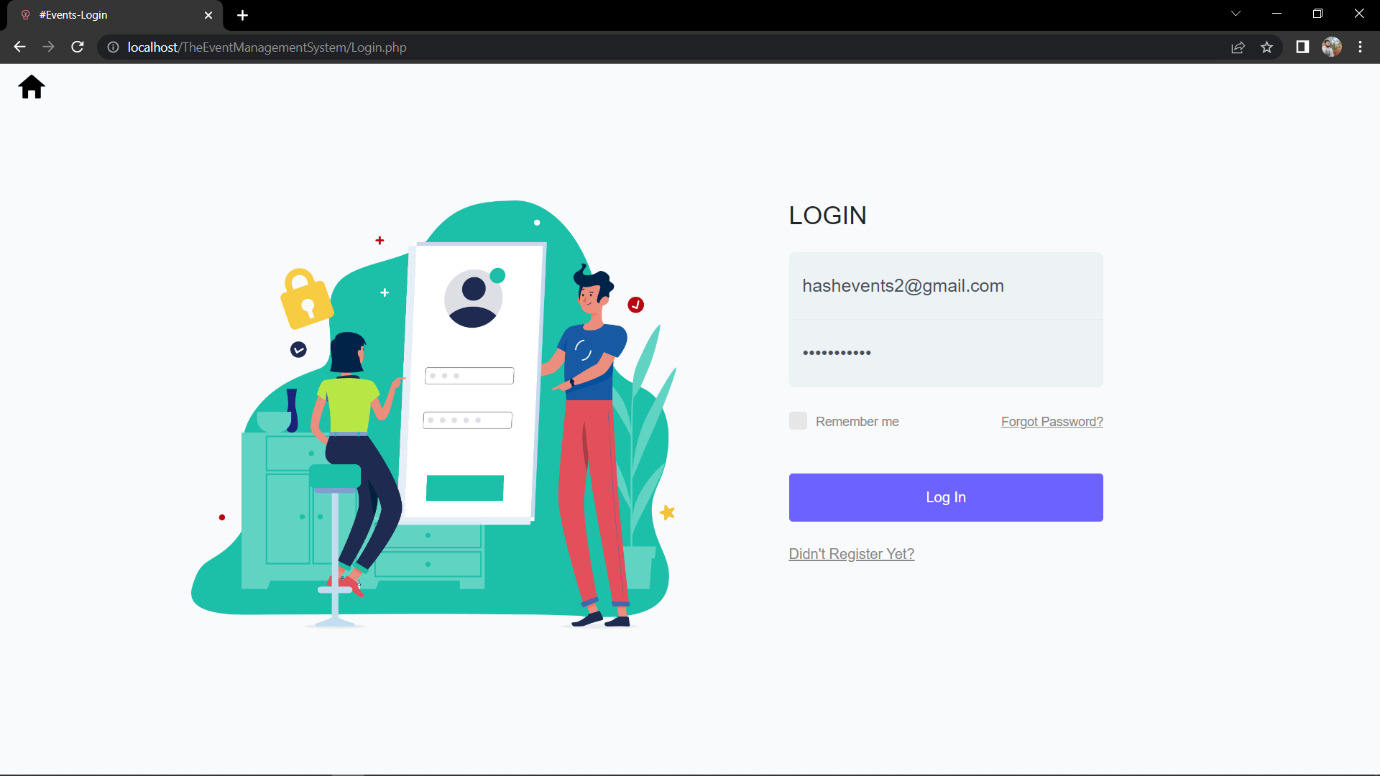 #Events-Login
localhost/TheEventManagementSystem/Login.php
LOGIN
hashevents2@gmail.com
•••••••••••
Remember me
Forgot Password?
Log In
Didn't Register Yet?